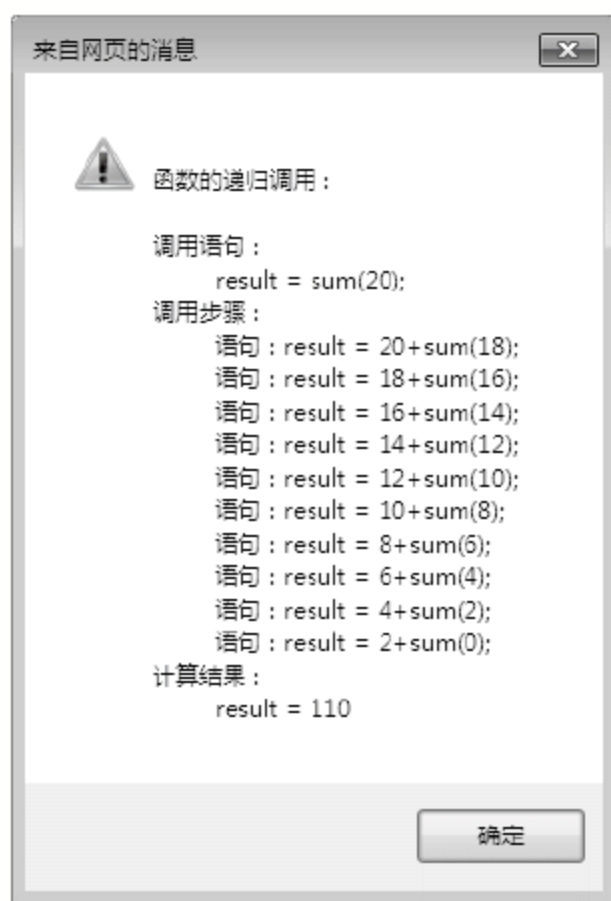 来自网页的消息
函数的递归调用：
调用语句：
result = sum(20);
调用步骤：
语句：result = 20+sum(18);
语句：result = 18+sum(16);
语句：result = 16+sum(14);
语句：result = 14+sum(12);
语句：result = 12+sum(10);
语句：result = 10+sum(8);
语句：result = 8+sum(6);
语句：result = 6+sum(4);
语句：result = 4+sum(2);
语句：result = 2+sum(0);
计算结果：
result = 110
确定